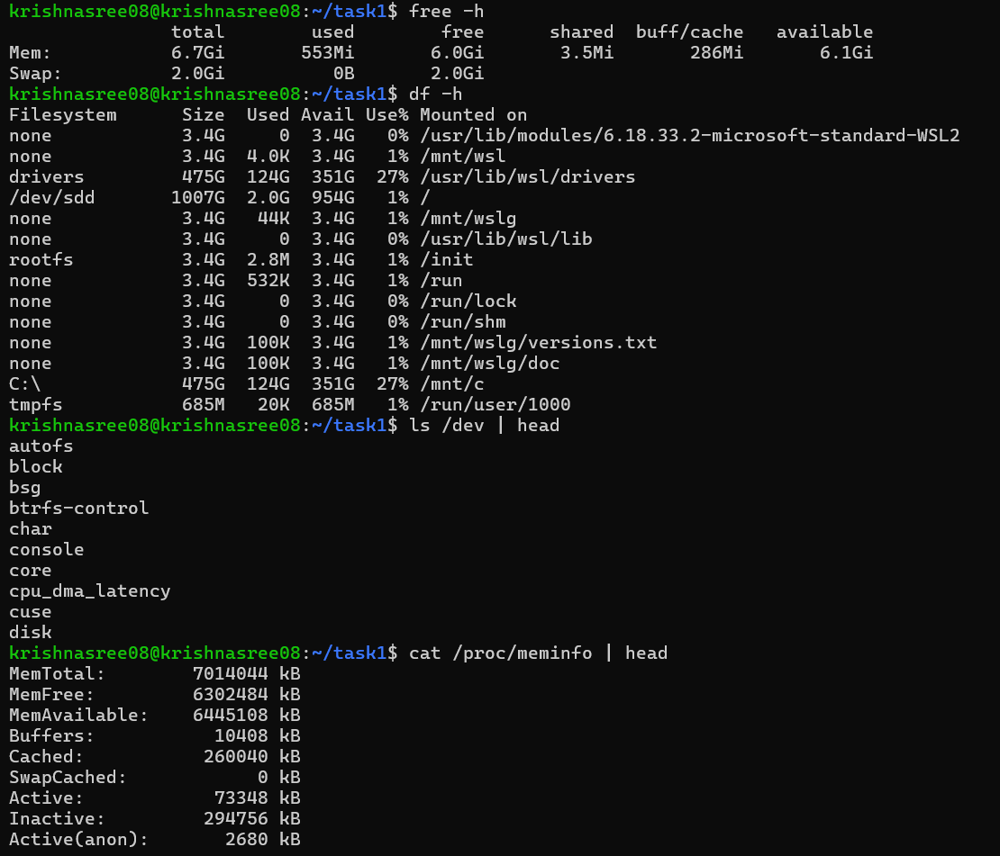 krishnasree08@krishnasree08:~/task1$ free -h
               total        used        free      shared  buff/cache   available
Mem:           6.7Gi       553Mi       6.0Gi       3.5Mi       286Mi       6.1Gi
Swap:          2.0Gi          0B       2.0Gi
krishnasree08@krishnasree08:~/task1$ df -h
Filesystem      Size  Used Avail Use% Mounted on
none            3.4G     0  3.4G   0% /usr/lib/modules/6.18.33.2-microsoft-standard-WSL2
none            3.4G  4.0K  3.4G   1% /mnt/wsl
drivers         475G  124G  351G  27% /usr/lib/wsl/drivers
/dev/sdd       1007G  2.0G  954G   1% /
none            3.4G   44K  3.4G   1% /mnt/wslg
none            3.4G     0  3.4G   0% /usr/lib/wsl/lib
rootfs          3.4G  2.8M  3.4G   1% /init
none            3.4G  532K  3.4G   1% /run
none            3.4G     0  3.4G   0% /run/lock
none            3.4G     0  3.4G   0% /run/shm
none            3.4G  100K  3.4G   1% /mnt/wslg/versions.txt
none            3.4G  100K  3.4G   1% /mnt/wslg/doc
C:\             475G  124G  351G  27% /mnt/c
tmpfs           685M   20K  685M   1% /run/user/1000
krishnasree08@krishnasree08:~/task1$ ls /dev | head
autofs
block
bsg
btrfs-control
char
console
core
cpu_dma_latency
cuse
disk
krishnasree08@krishnasree08:~/task1$ cat /proc/meminfo | head
MemTotal:        7014044 kB
MemFree:         6302484 kB
MemAvailable:    6445108 kB
Buffers:           10408 kB
Cached:           260040 kB
SwapCached:            0 kB
Active:            73348 kB
Inactive:         294756 kB
Active(anon):       2680 kB